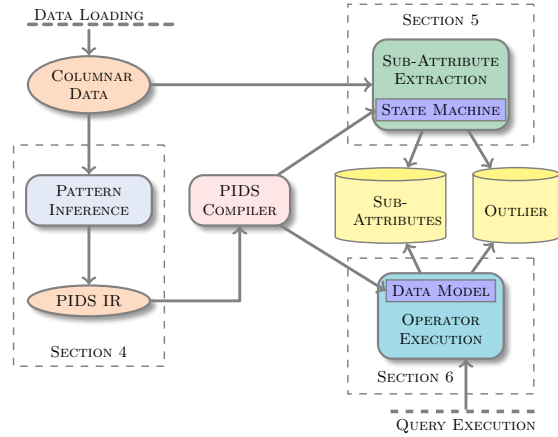 DATA LOADING
SECTION 5
COLUMNAR
DATA
SUB-ATTRIBUTE
EXTRACTION
STATE MACHINE
PATTERN
INFERENCE
PIDS
COMPILER
SUB-
ATTRIBUTES
OUTLIER
PIDS IR
DATA MODEL
OPERATOR
EXECUTION
SECTION 4
SECTION 6
QUERY EXECUTION